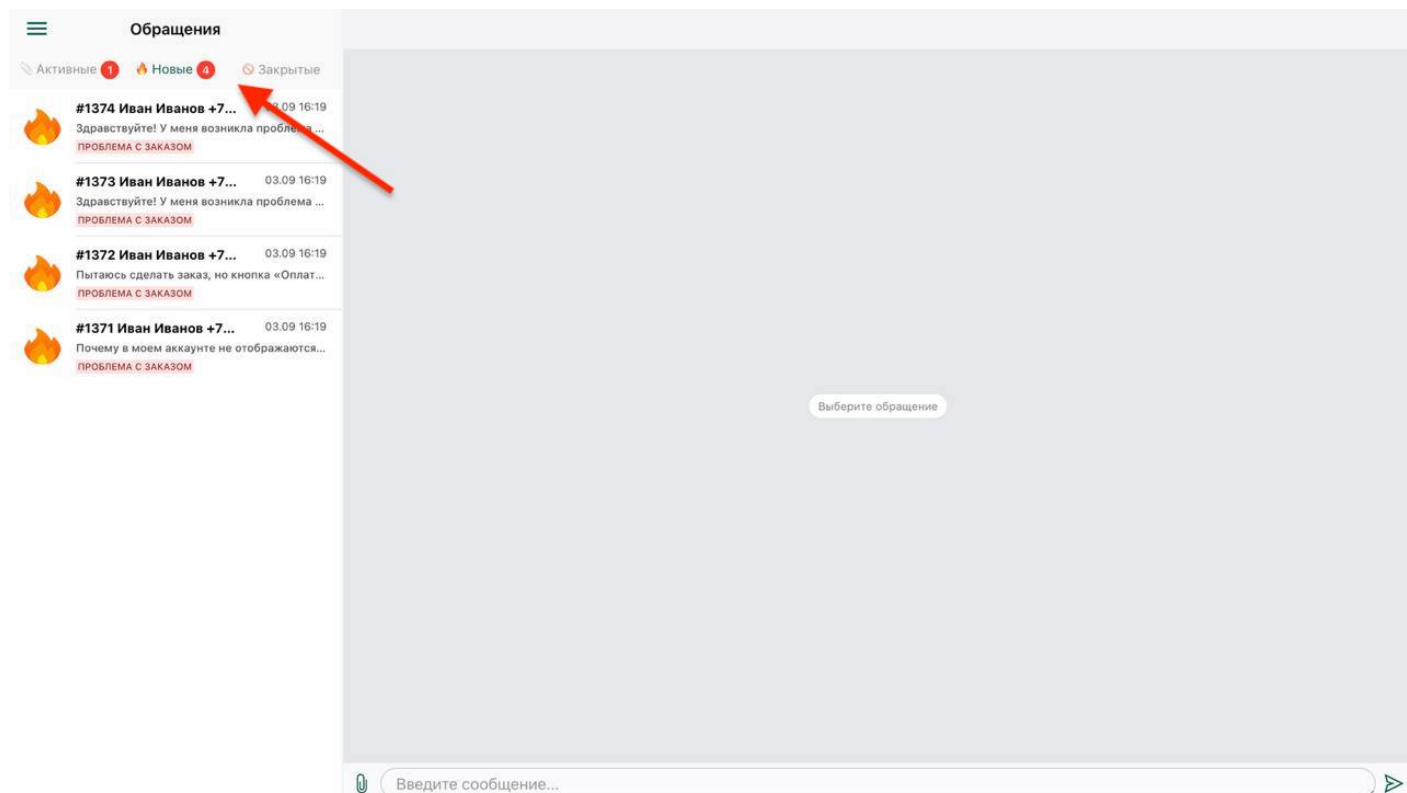 Обращения
Активные 1 Новые 4 Закрытые
#1374 Иван Иванов +7... 09 16:19
Здравствуйте! У меня возникла проблема ...
ПРОБЛЕМА С ЗАКАЗОМ
#1373 Иван Иванов +7... 03.09 16:19
Здравствуйте! У меня возникла проблема ...
ПРОБЛЕМА С ЗАКАЗОМ
#1372 Иван Иванов +7... 03.09 16:19
Пытаюсь сделать заказ, но кнопка «Оплат...
ПРОБЛЕМА С ЗАКАЗОМ
#1371 Иван Иванов +7... 03.09 16:19
Почему в моем аккаунте не отображаются...
ПРОБЛЕМА С ЗАКАЗОМ
Выберите обращение
Введите сообщение...